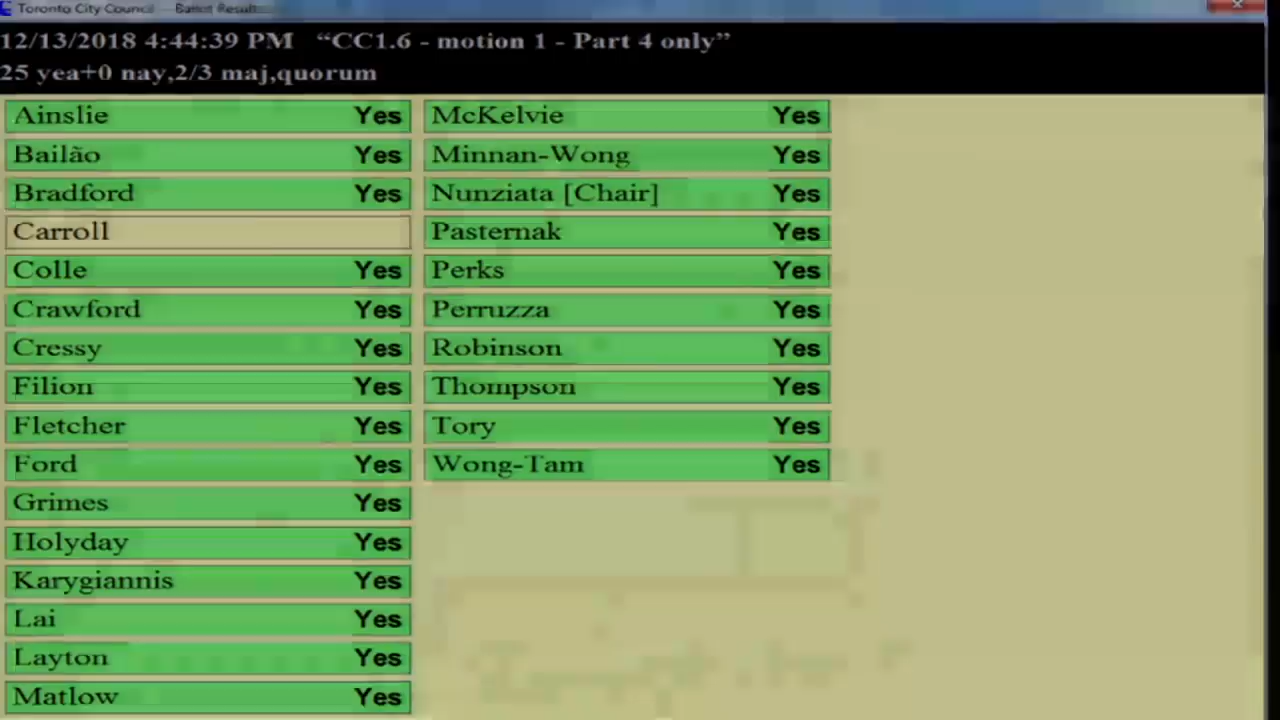 Toronto City Council Ballot Result
12/13/2018 4:44:39 PM “CC1.6 - motion 1 - Part 4 only”
25 yea+0 nay,2/3 maj,quorum
Ainslie Yes
Bailão Yes
Bradford Yes
Carroll
Colle Yes
Crawford Yes
Cressy Yes
Filion Yes
Fletcher Yes
Ford Yes
Grimes Yes
Holyday Yes
Karygiannis Yes
Lai Yes
Layton Yes
Matlow Yes
McKelvie Yes
Minnan-Wong Yes
Nunziata [Chair] Yes
Pasternak Yes
Perks Yes
Perruzza Yes
Robinson Yes
Thompson Yes
Tory Yes
Wong-Tam Yes